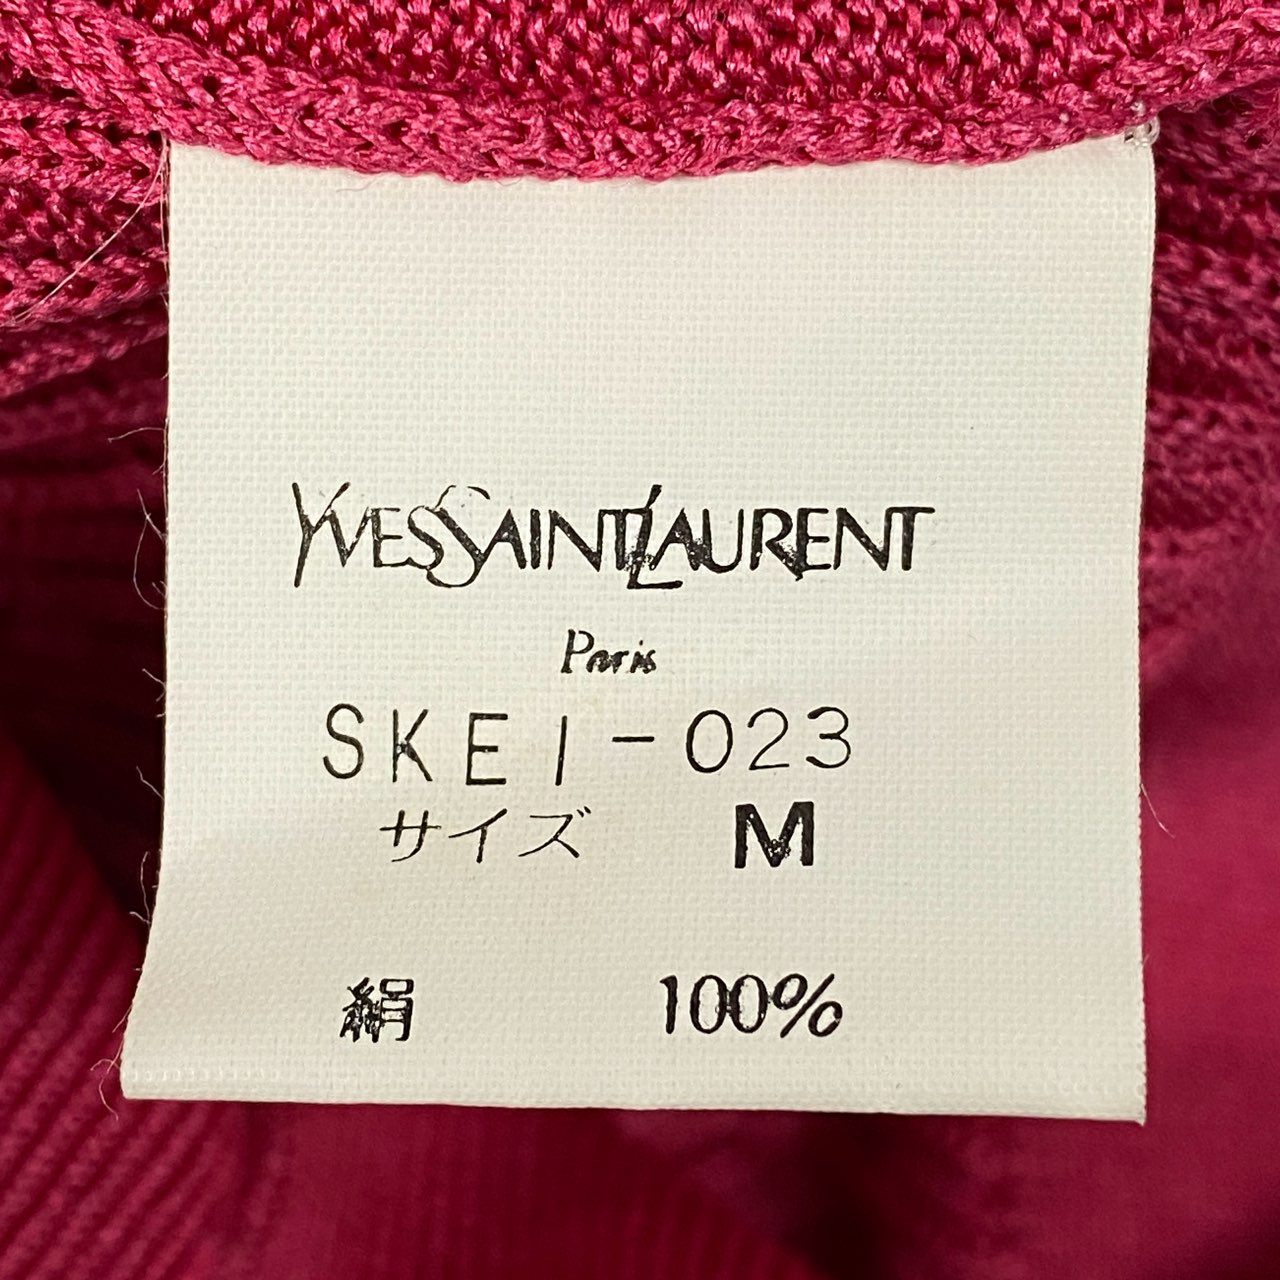 YVESSAINTLAURENT
Paris
SKE1-023
サイズ M
絹 100%